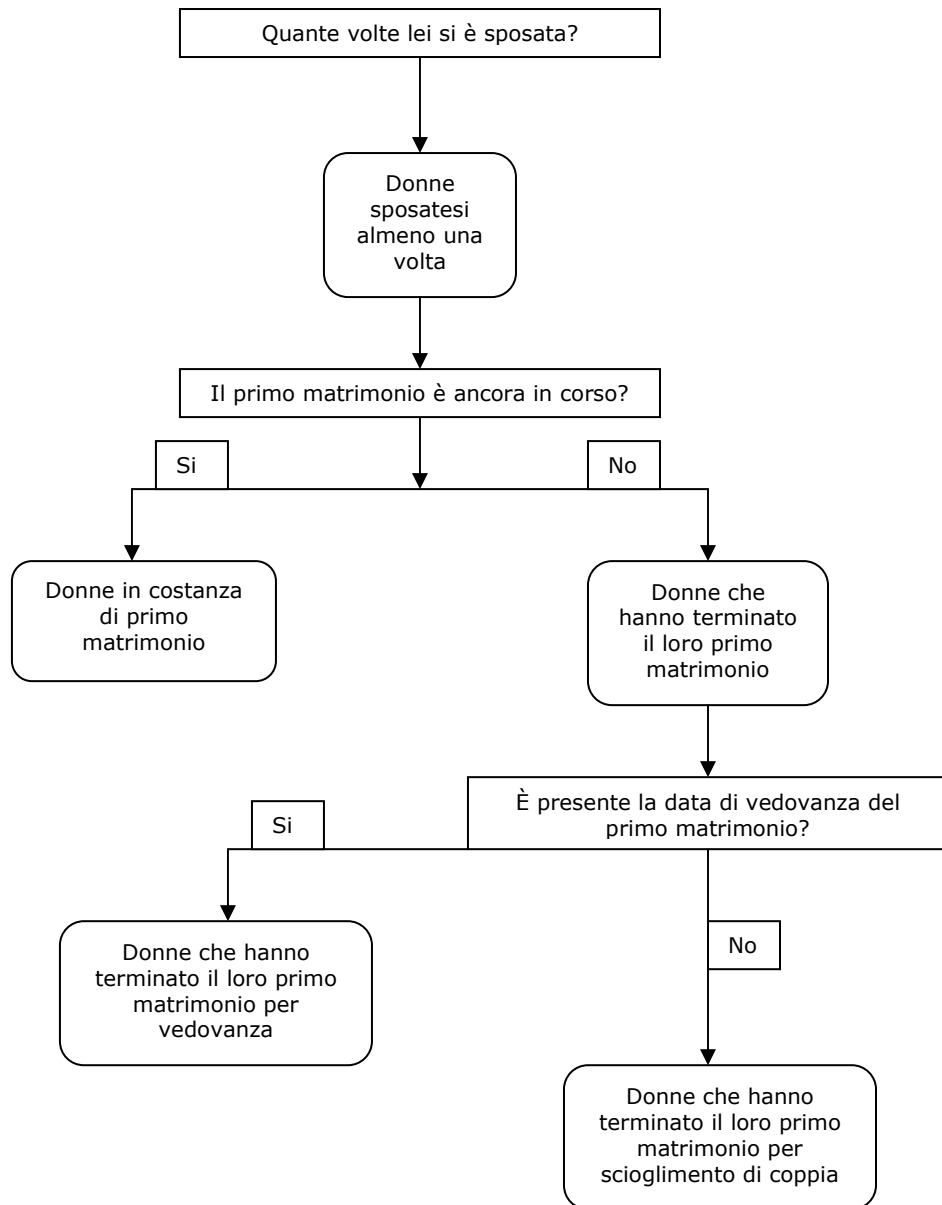 Quante volte lei si è sposata?
Donne
sposatesi
almeno una
volta
Il primo matrimonio è ancora in corso?
Si
No
Donne in costanza
di primo
matrimonio
Donne che
hanno terminato
il loro primo
matrimonio
È presente la data di vedovanza del
primo matrimonio?
Si
Donne che hanno
terminato il loro primo
matrimonio per
vedovanza
No
Donne che hanno
terminato il loro primo
matrimonio per
scioglimento di coppia